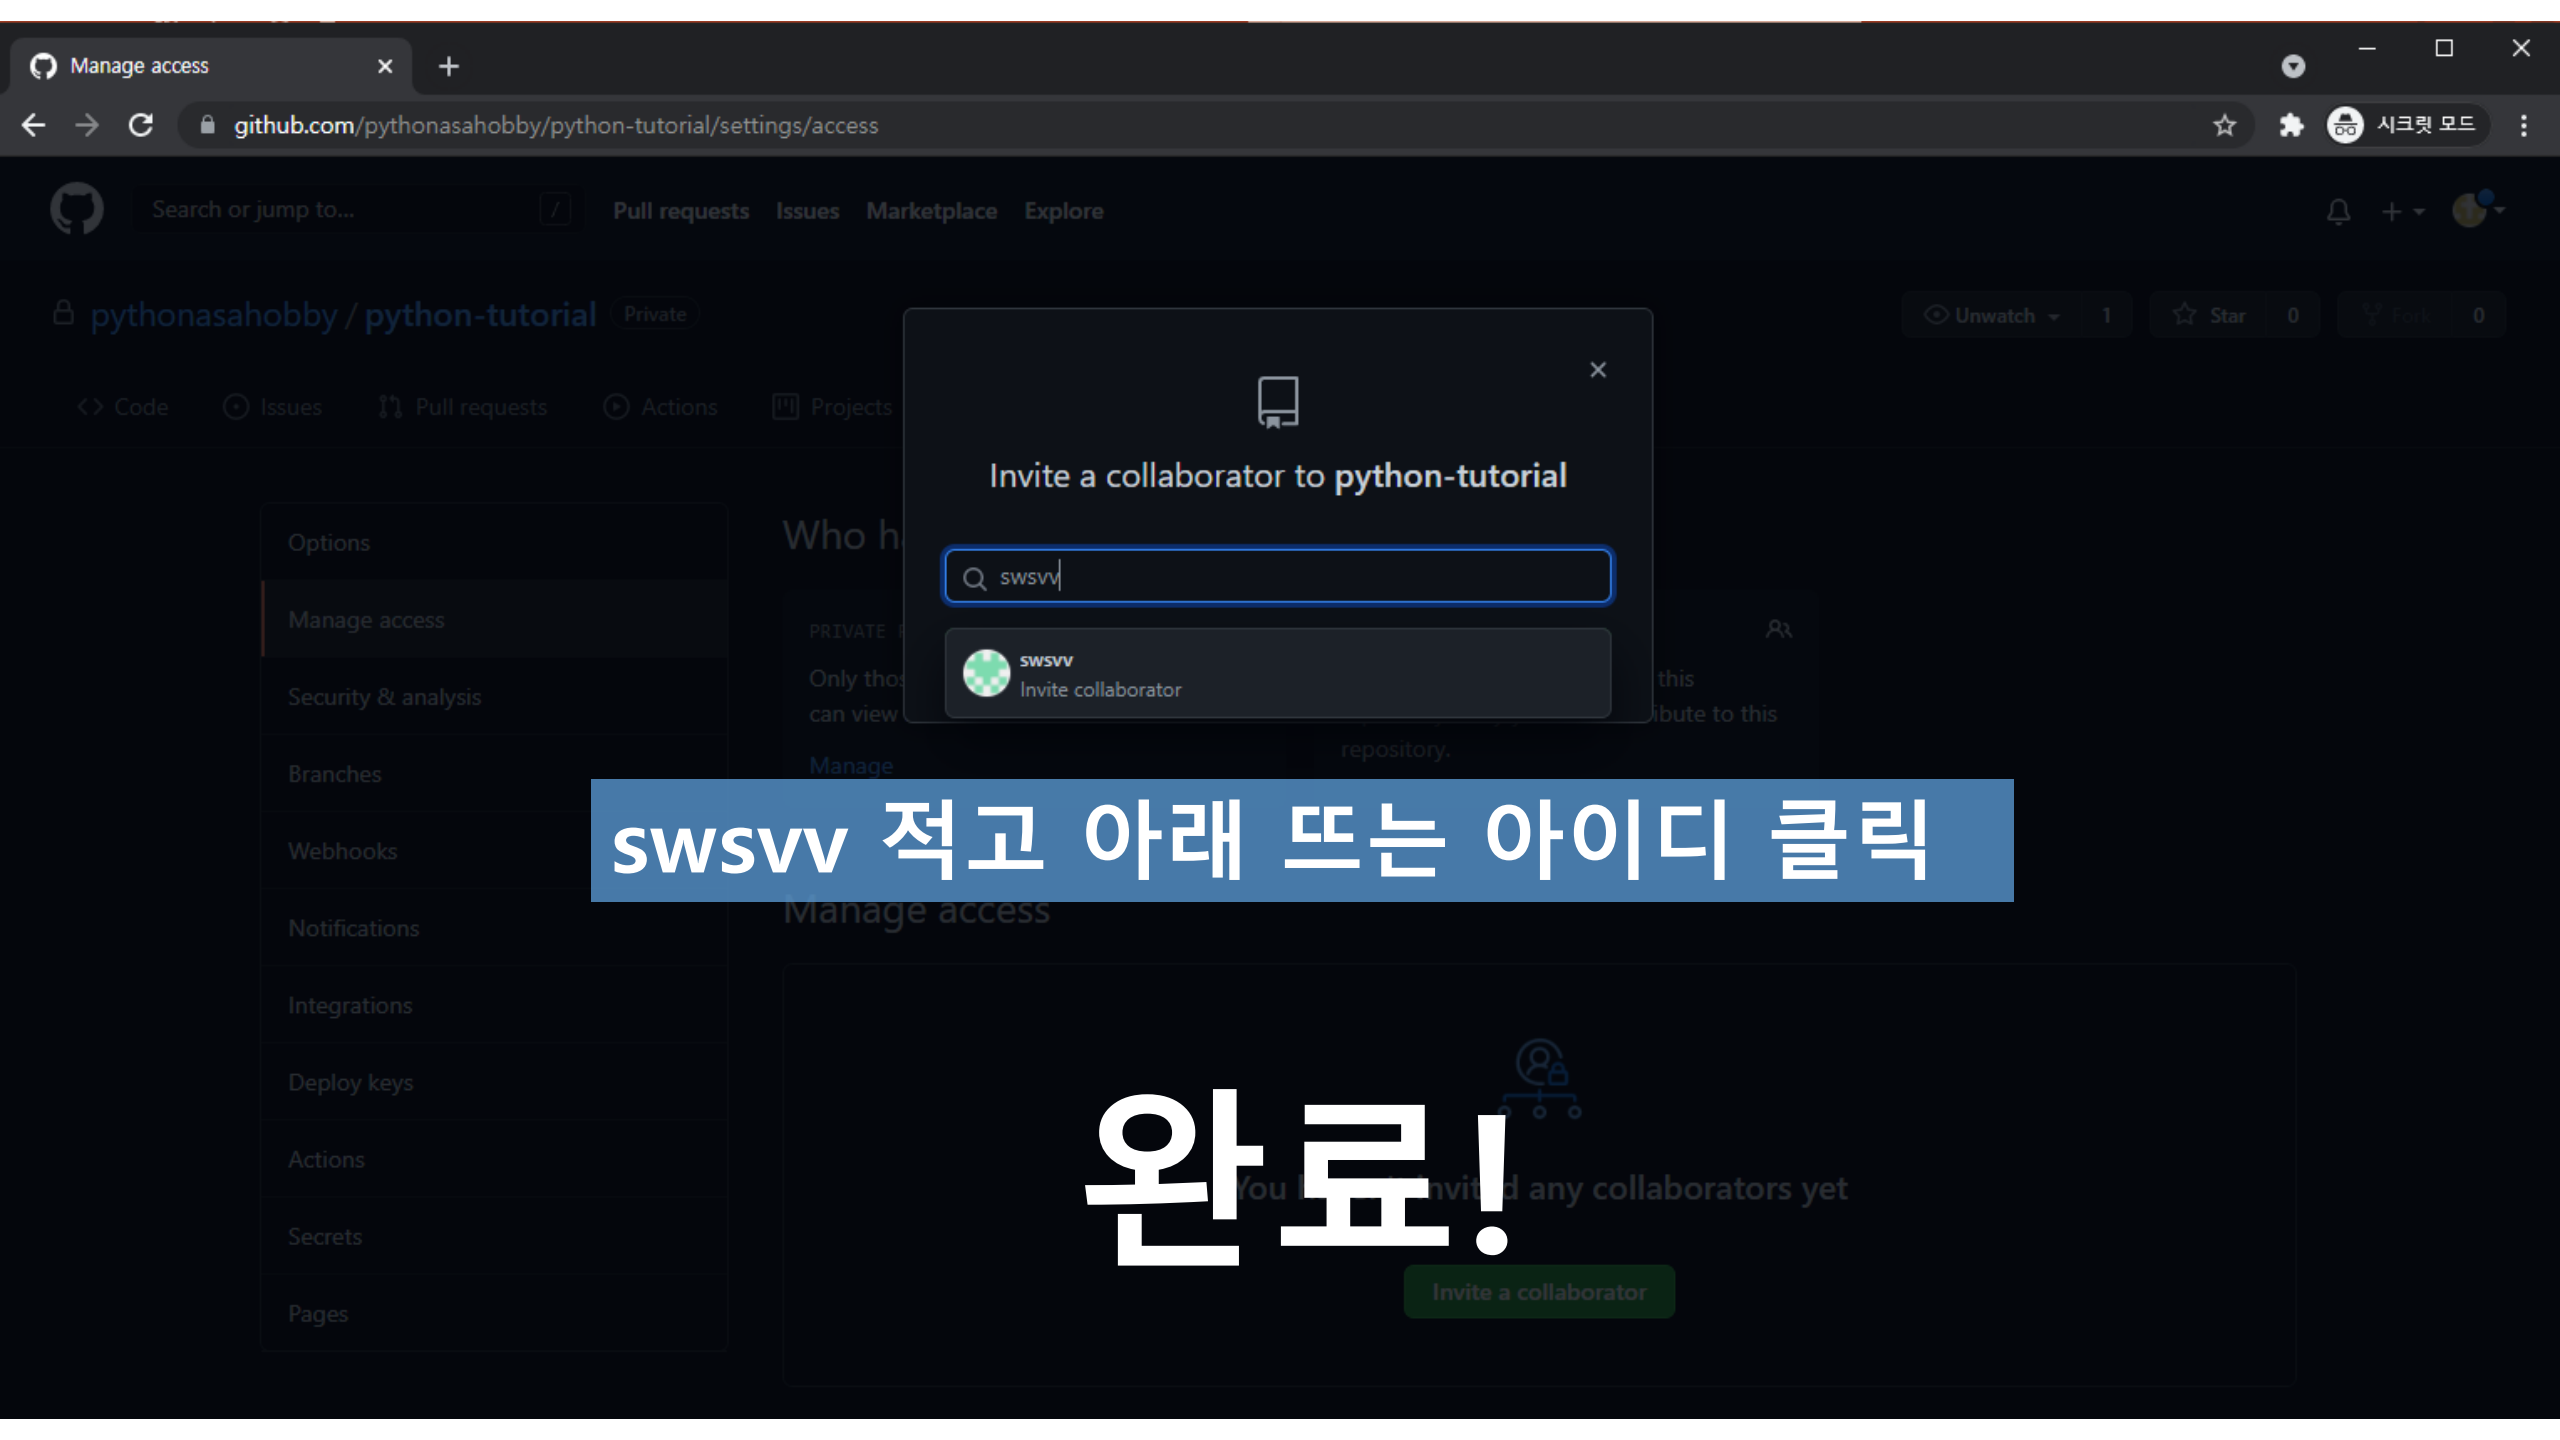 Manage access
github.com/pythonasahobby/python-tutorial/settings/access
시크릿 모드
Search or jump to... /
Pull requests Issues Marketplace Explore
pythonasahobby / python-tutorial Private
Unwatch 1 Star 0 Fork 0
Code Issues Pull requests Actions Projects
Invite a collaborator to python-tutorial
swsvv
swsvv
Invite collaborator
Options
Manage access
Security & analysis
Branches
Webhooks
Notifications
Integrations
Deploy keys
Actions
Secrets
Pages
Who
PRIVATE
Only
can view
Manage
this
to this
repository.
swsvv 적고 아래 뜨는 아이디 클릭
Manage access
완료!
You any collaborators yet
Invite a collaborator